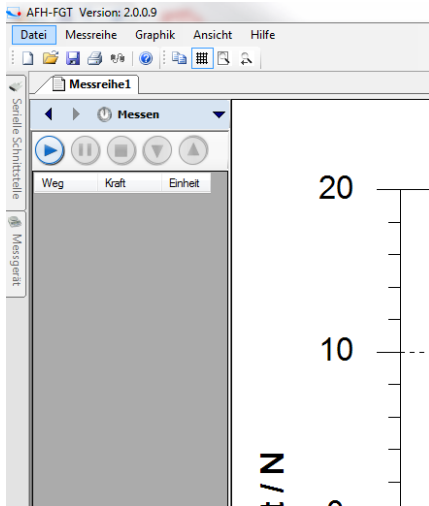 AFH-FGT Version: 2.0.0.9
Datei Messreihe Graphik Ansicht Hilfe
Messreihe1
Serielle Schnittstelle
Messgerät
Messen
Weg Kraft Einheit
20
10
t / N